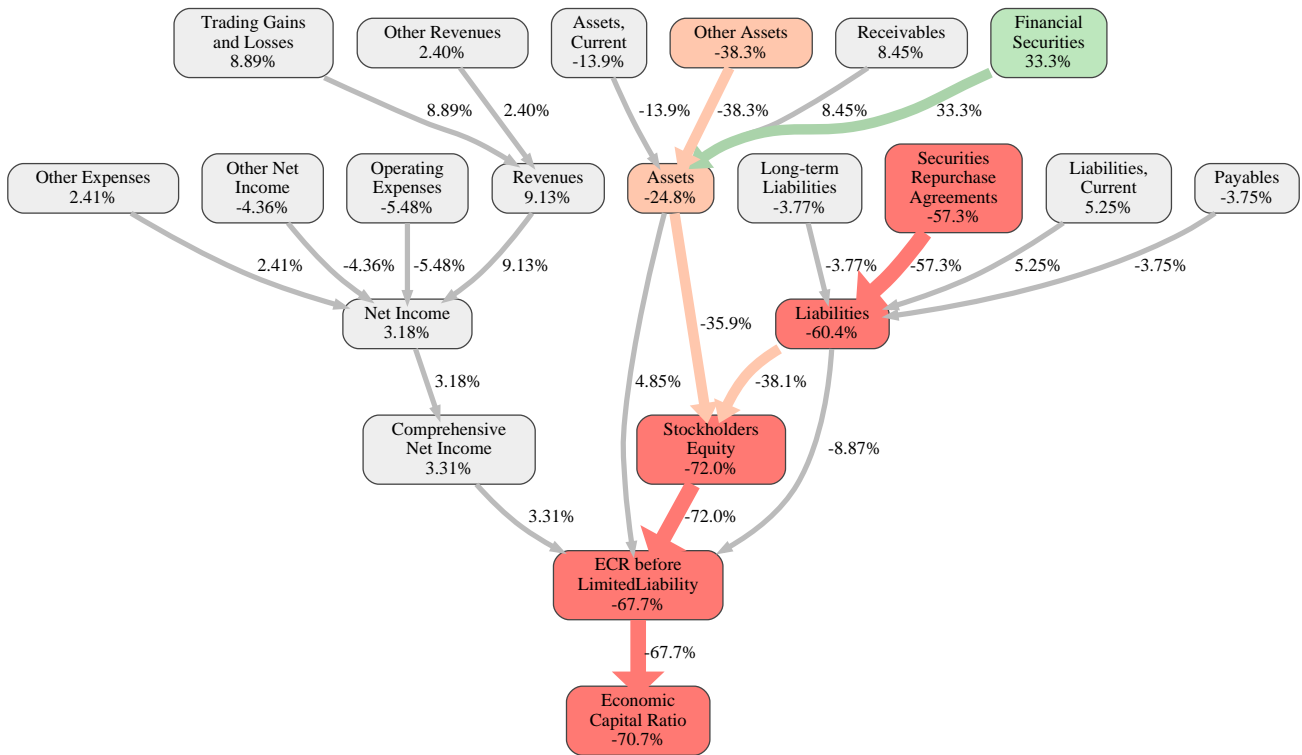 Trading Gains
and Losses
8.89%
Other Revenues
2.40%
Assets,
Current
-13.9%
Other Assets
-38.3%
Receivables
8.45%
Financial
Securities
33.3%
8.89%
2.40%
-13.9%
-38.3%
8.45%
33.3%
Other Expenses
2.41%
Other Net
Income
-4.36%
Operating
Expenses
-5.48%
Revenues
9.13%
Assets
-24.8%
Long-term
Liabilities
-3.77%
Securities
Repurchase
Agreements
-57.3%
Liabilities,
Current
5.25%
Payables
-3.75%
2.41%
-4.36%
-5.48%
9.13%
-3.77%
-57.3%
5.25%
-3.75%
Net Income
3.18%
-35.9%
Liabilities
-60.4%
3.18%
4.85%
-38.1%
Comprehensive
Net Income
3.31%
Stockholders
Equity
-72.0%
-8.87%
3.31%
-72.0%
ECR before
LimitedLiability
-67.7%
-67.7%
Economic
Capital Ratio
-70.7%